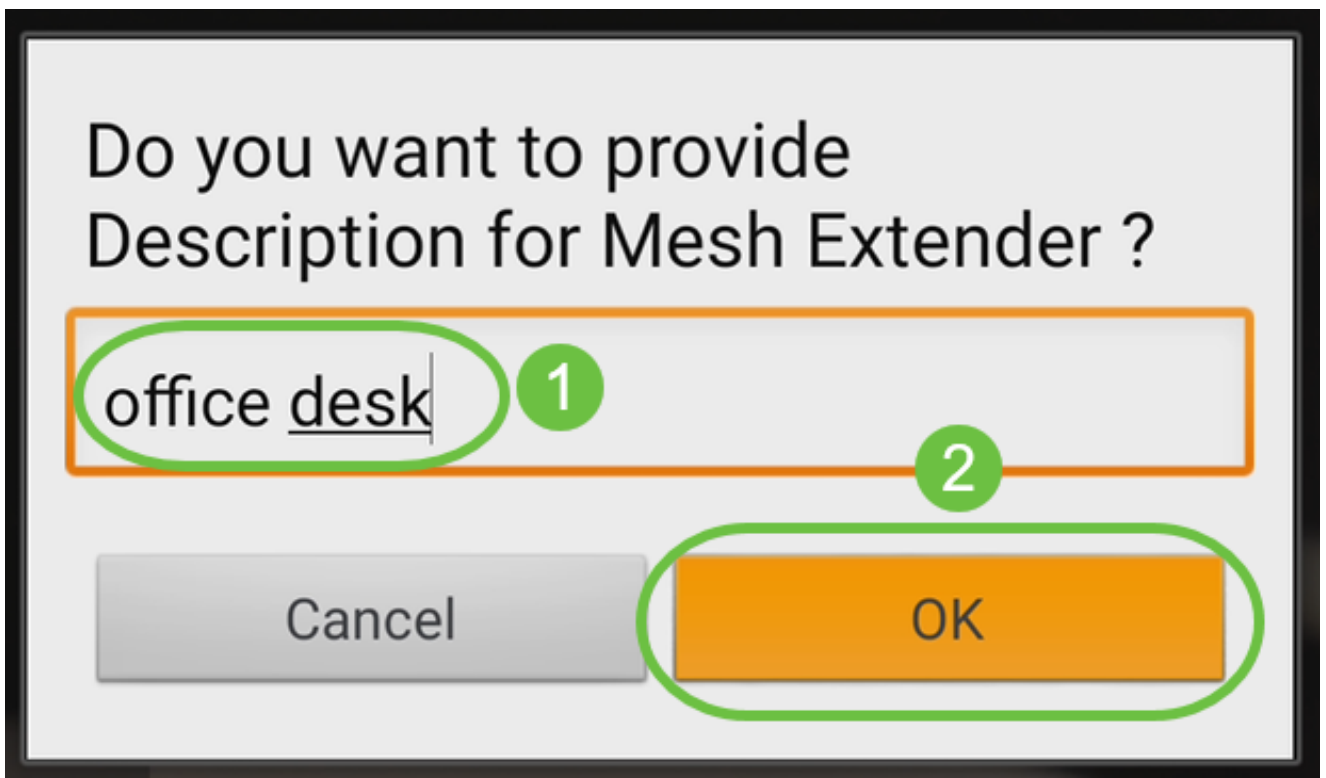 Do you want to provide
Description for Mesh Extender ?
office desk
1
2
Cancel
OK